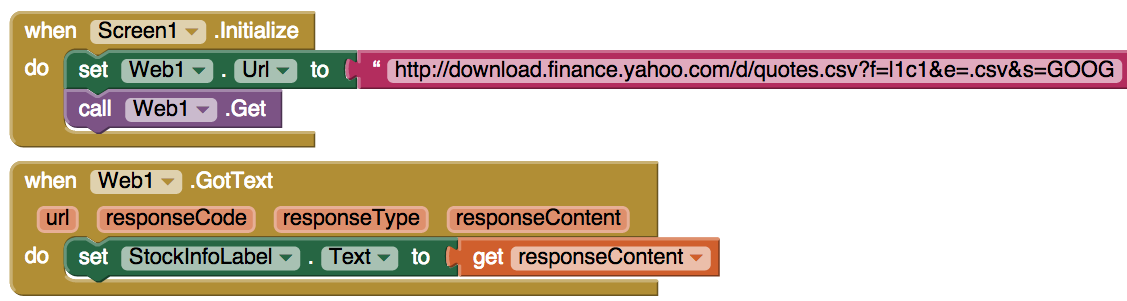 when Screen1 .Initialize
do set Web1 . Url to “ http://download.finance.yahoo.com/d/quotes.csv?f=l1c1&e=.csv&s=GOOG
call Web1 .Get
when Web1 .GotText
url responseCode responseType responseContent
do set StockInfoLabel . Text to get responseContent